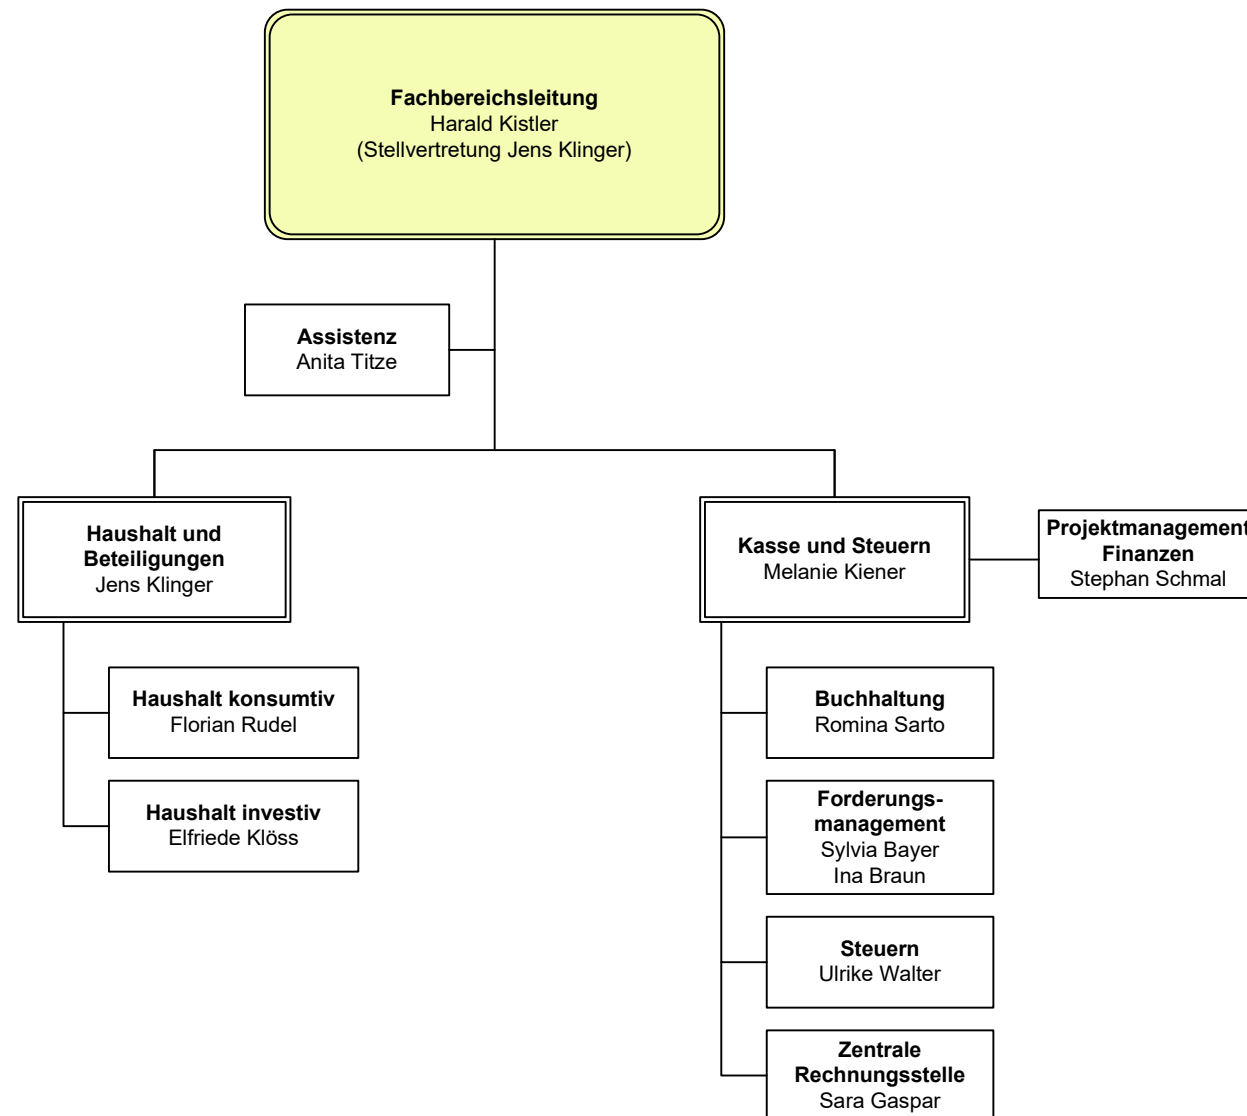 Fachbereichsleitung
Harald Kistler
(Stellvertretung Jens Klinger)
Assistenz
Anita Titze
Haushalt und
Beteiligungen
Jens Klinger
Haushalt konsumtiv
Florian Rudel
Haushalt investiv
Elfriede Klöss
Kasse und Steuern
Melanie Kiener
Projektmanagement
Finanzen
Stephan Schmal
Buchhaltung
Romina Sarto
Forderungs-
management
Sylvia Bayer
Ina Braun
Steuern
Ulrike Walter
Zentrale
Rechnungsstelle
Sara Gaspar